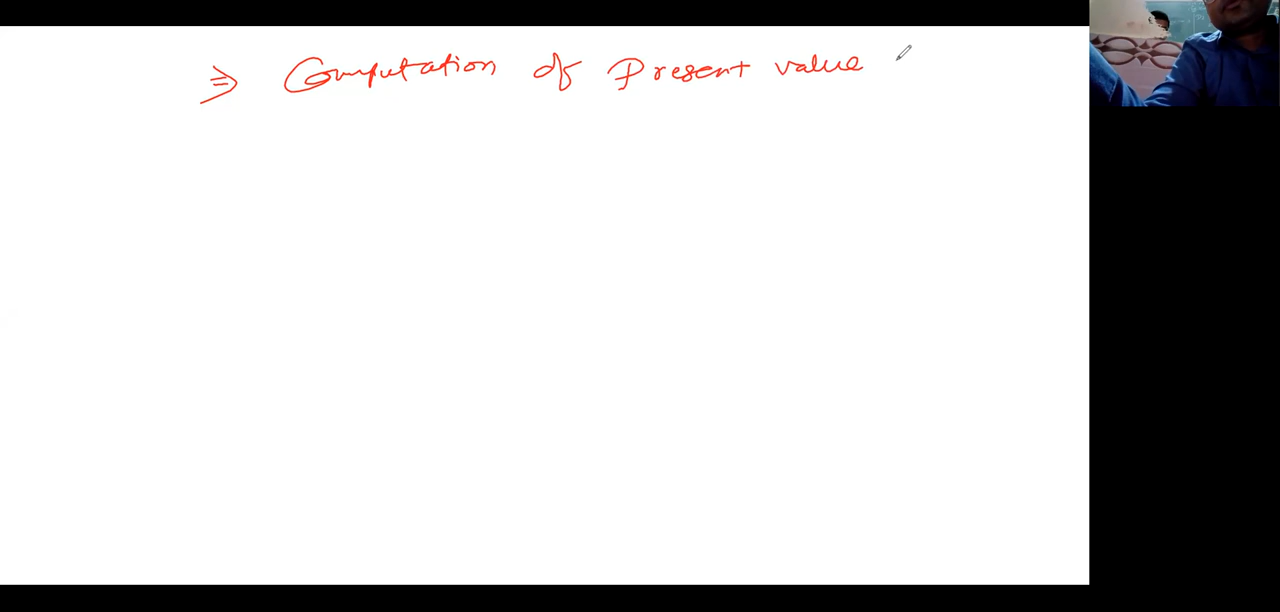 ⇒ Computation of Present value